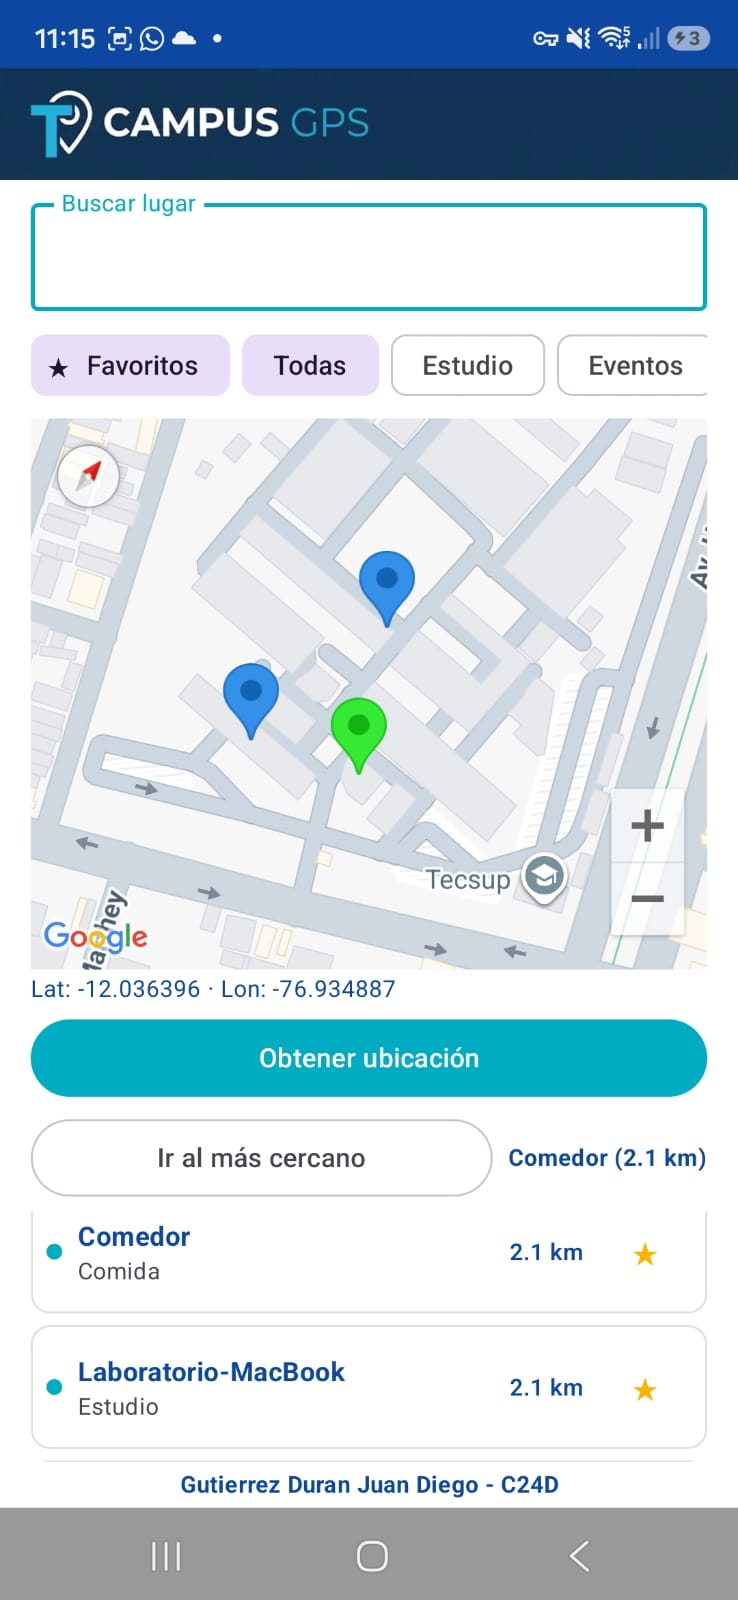 11:15
5
3
CAMPUS GPS
Buscar lugar
★ Favoritos
Todas
Estudio
Eventos
Tecsup
Google
+
−
Lat: -12.036396 · Lon: -76.934887
Obtener ubicación
Ir al más cercano
Comedor (2.1 km)
Comedor
Comida
2.1 km
Laboratorio-MacBook
Estudio
2.1 km
Gutierrez Duran Juan Diego - C24D